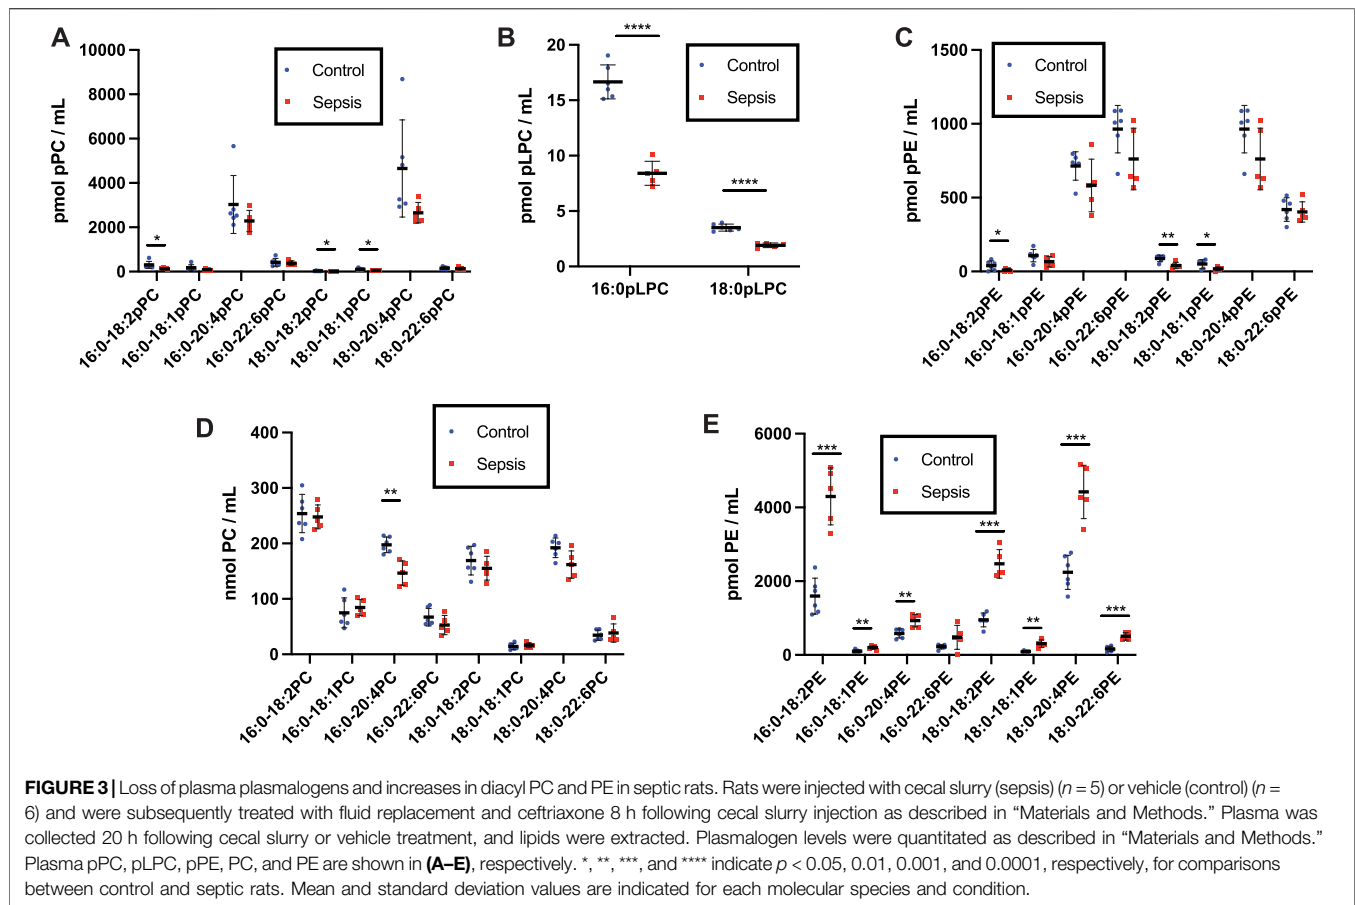 A
pmol pPC / mL
10000
8000
6000
4000
2000
0
Control
Sepsis
*
*
*
16:0-18:2pPC
16:0-18:1pPC
16:0-20:4pPC
16:0-22:6pPC
18:0-18:2pPC
18:0-18:1pPC
18:0-20:4pPC
18:0-22:6pPC
B
pmol pLPC / mL
20
15
10
5
0
****
****
Control
Sepsis
16:0pLPC
18:0pLPC
C
pmol pPE / mL
1500
1000
500
0
Control
Sepsis
*
**
*
16:0-18:2pPE
16:0-18:1pPE
16:0-20:4pPE
16:0-22:6pPE
18:0-18:2pPE
18:0-18:1pPE
18:0-20:4pPE
18:0-22:6pPE
D
nmol PC / mL
400
300
200
100
0
Control
Sepsis
**
16:0-18:2PC
16:0-18:1PC
16:0-20:4PC
16:0-22:6PC
18:0-18:2PC
18:0-18:1PC
18:0-20:4PC
18:0-22:6PC
E
pmol PE / mL
6000
4000
2000
0
Control
Sepsis
***
**
**
***
**
***
***
16:0-18:2PE
16:0-18:1PE
16:0-20:4PE
16:0-22:6PE
18:0-18:2PE
18:0-18:1PE
18:0-20:4PE
18:0-22:6PE
FIGURE 3 | Loss of plasma plasmalogens and increases in diacyl PC and PE in septic rats. Rats were injected with cecal slurry (sepsis) (n = 5) or vehicle (control) (n =
6) and were subsequently treated with fluid replacement and ceftriaxone 8 h following cecal slurry injection as described in “Materials and Methods.” Plasma was
collected 20 h following cecal slurry or vehicle treatment, and lipids were extracted. Plasmalogen levels were quantitated as described in “Materials and Methods.”
Plasma pPC, pLPC, pPE, PC, and PE are shown in (A–E), respectively. *, **, ***, and **** indicate p < 0.05, 0.01, 0.001, and 0.0001, respectively, for comparisons
between control and septic rats. Mean and standard deviation values are indicated for each molecular species and condition.